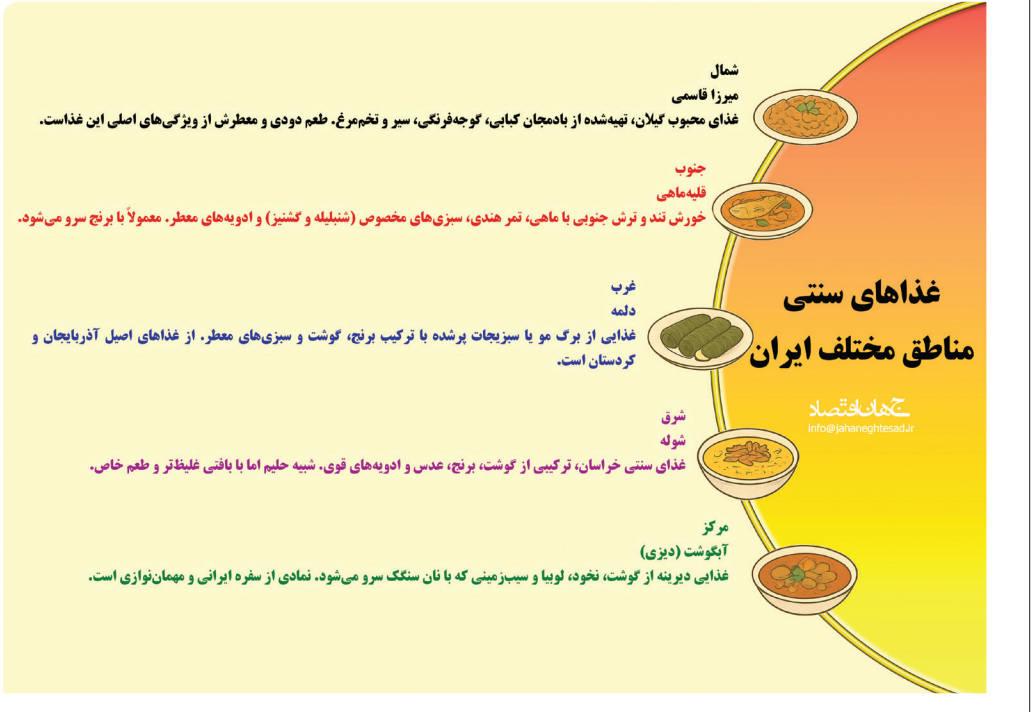 غذاهای سنتی
مناطق مختلف ایران
جهان‌اقتصاد
info@jahaneghtesad.ir
شمال
میرزا قاسمی
غذای محبوب گیلان، تهیه‌شده از بادمجان کبابی، گوجه‌فرنگی، سیر و تخم‌مرغ. طعم دودی و معطرش از ویژگی‌های اصلی این غذاست.
جنوب
قلیه‌ماهی
خورش تند و ترش جنوبی با ماهی، تمر هندی، سبزی‌های مخصوص (شنبلیله و گشنیز) و ادویه‌های معطر. معمولاً با برنج سرو می‌شود.
غرب
دلمه
غذایی از برگ مو یا سبزیجات پرشده با ترکیب برنج، گوشت و سبزی‌های معطر. از غذاهای اصیل آذربایجان و
کردستان است.
شرق
شوله
غذای سنتی خراسان، ترکیبی از گوشت، برنج، عدس و ادویه‌های قوی. شبیه حلیم اما با بافتی غلیظ‌تر و طعم خاص.
مرکز
آبگوشت (دیزی)
غذایی دیرینه از گوشت، نخود، لوبیا و سیب‌زمینی که با نان سنگک سرو می‌شود. نمادی از سفره ایرانی و مهمان‌نوازی است.